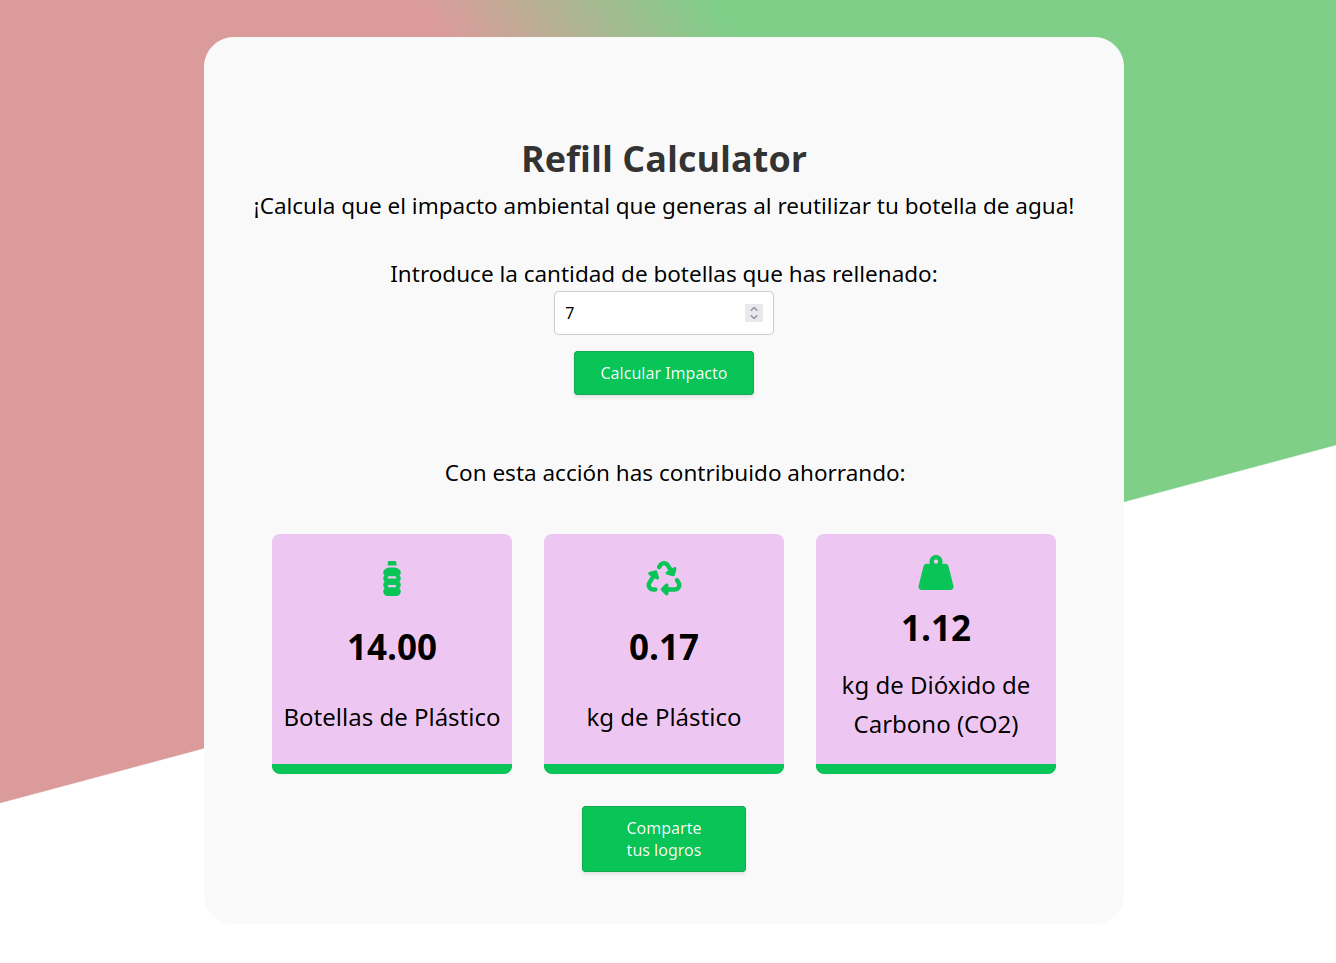 Refill Calculator
¡Calcula que el impacto ambiental que generas al reutilizar tu botella de agua!
Introduce la cantidad de botellas que has rellenado:
7
Calcular Impacto
Con esta acción has contribuido ahorrando:
14.00
Botellas de Plástico
0.17
kg de Plástico
1.12
kg de Dióxido de
Carbono (CO2)
Comparte
tus logros